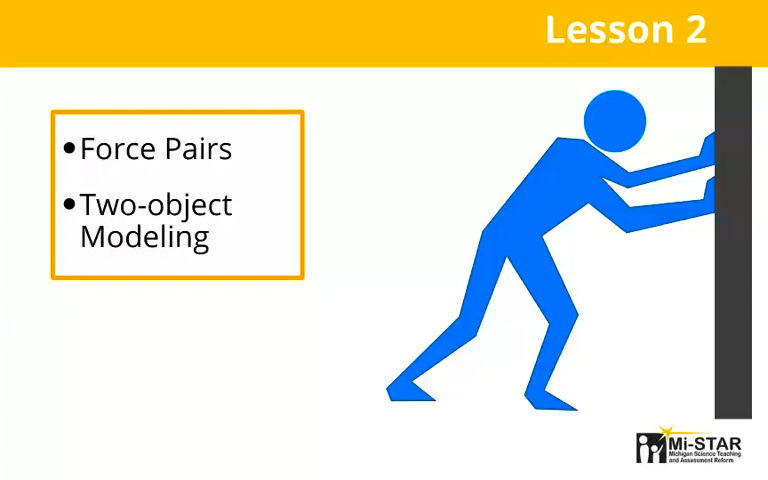 Lesson 2
•Force Pairs
•Two-object
Modeling
Mi-STAR
Michigan Science Teaching
and Assessment Reform